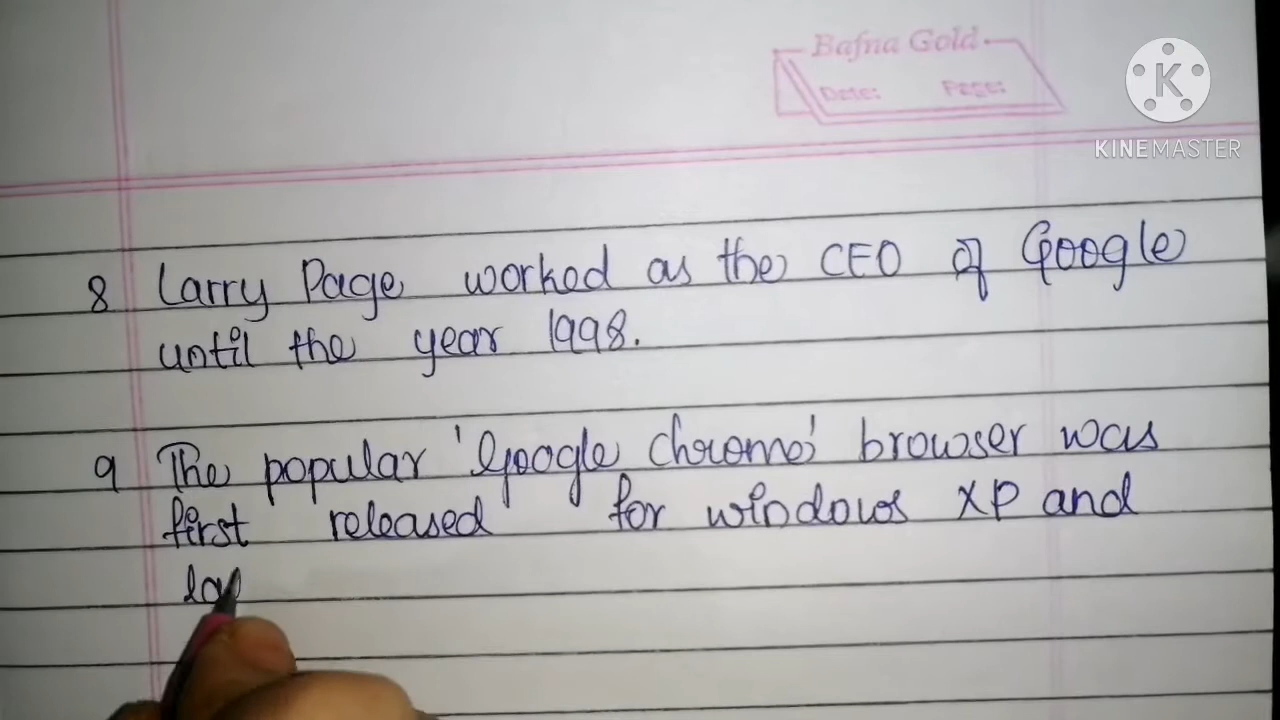 Bafna Gold
Date: Page:
K
KINEMASTER
8 Larry Page worked as the CEO of Google
until the year 1998.
9 The popular 'Google chrome' browser was
first released for windows XP and